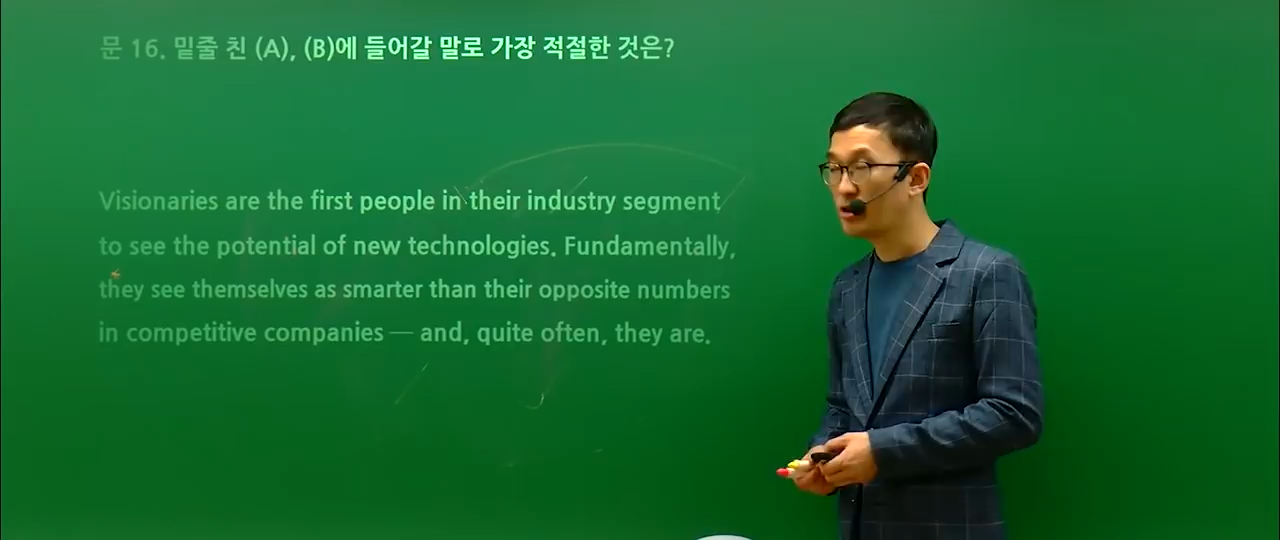 문 16. 밑줄 친 (A), (B)에 들어갈 말로 가장 적절한 것은?
Visionaries are the first people in their industry segment
to see the potential of new technologies. Fundamentally,
they see themselves as smarter than their opposite numbers
in competitive companies — and, quite often, they are.